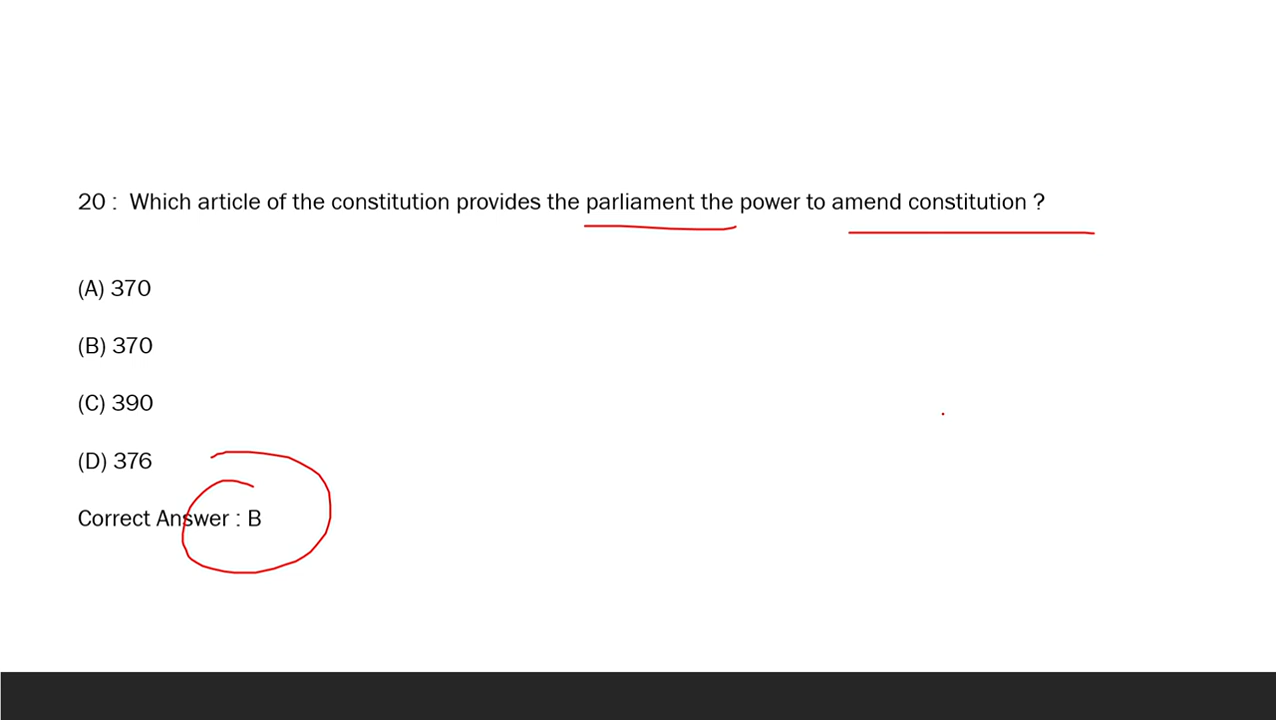 20 : Which article of the constitution provides the parliament the power to amend constitution ?
(A) 370
(B) 370
(C) 390
(D) 376
Correct Answer : B